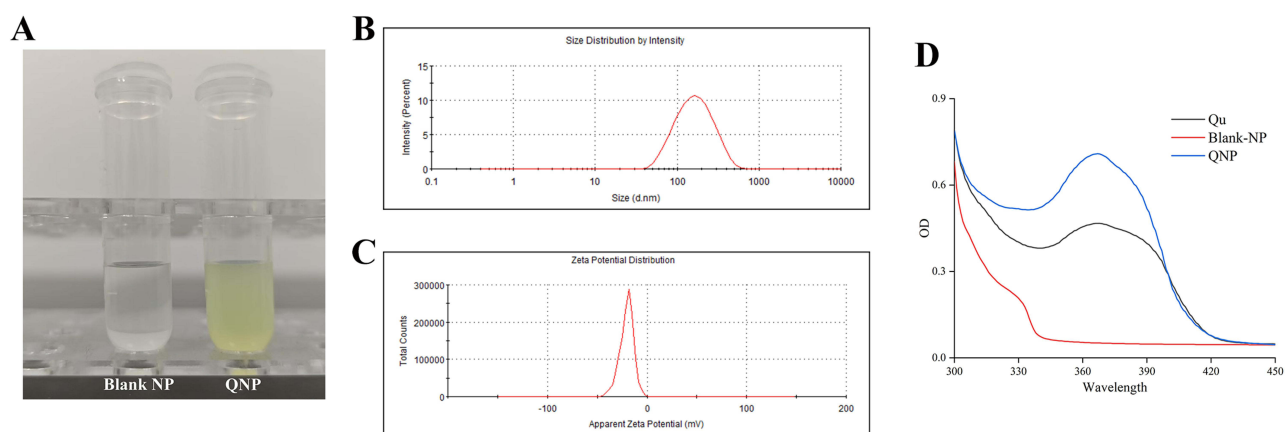 A
Blank NP
QNP
B
Size Distribution by Intensity
Intensity (Percent)
15
10
5
0
0.1
1
10
100
1000
10000
Size (d.nm)
C
Zeta Potential Distribution
Total Counts
300000
200000
100000
0
-100
0
100
200
Apparent Zeta Potential (mV)
D
Qu
Blank-NP
QNP
OD
0.9
0.6
0.3
0.0
300
330
360
390
420
450
Wavelength